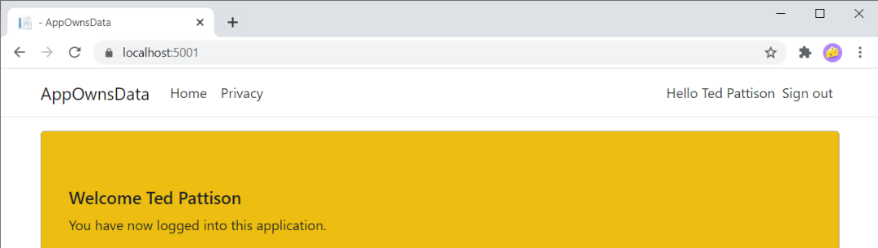 - AppOwnsData
localhost:5001
AppOwnsData Home Privacy Hello Ted Pattison Sign out
Welcome Ted Pattison
You have now logged into this application.